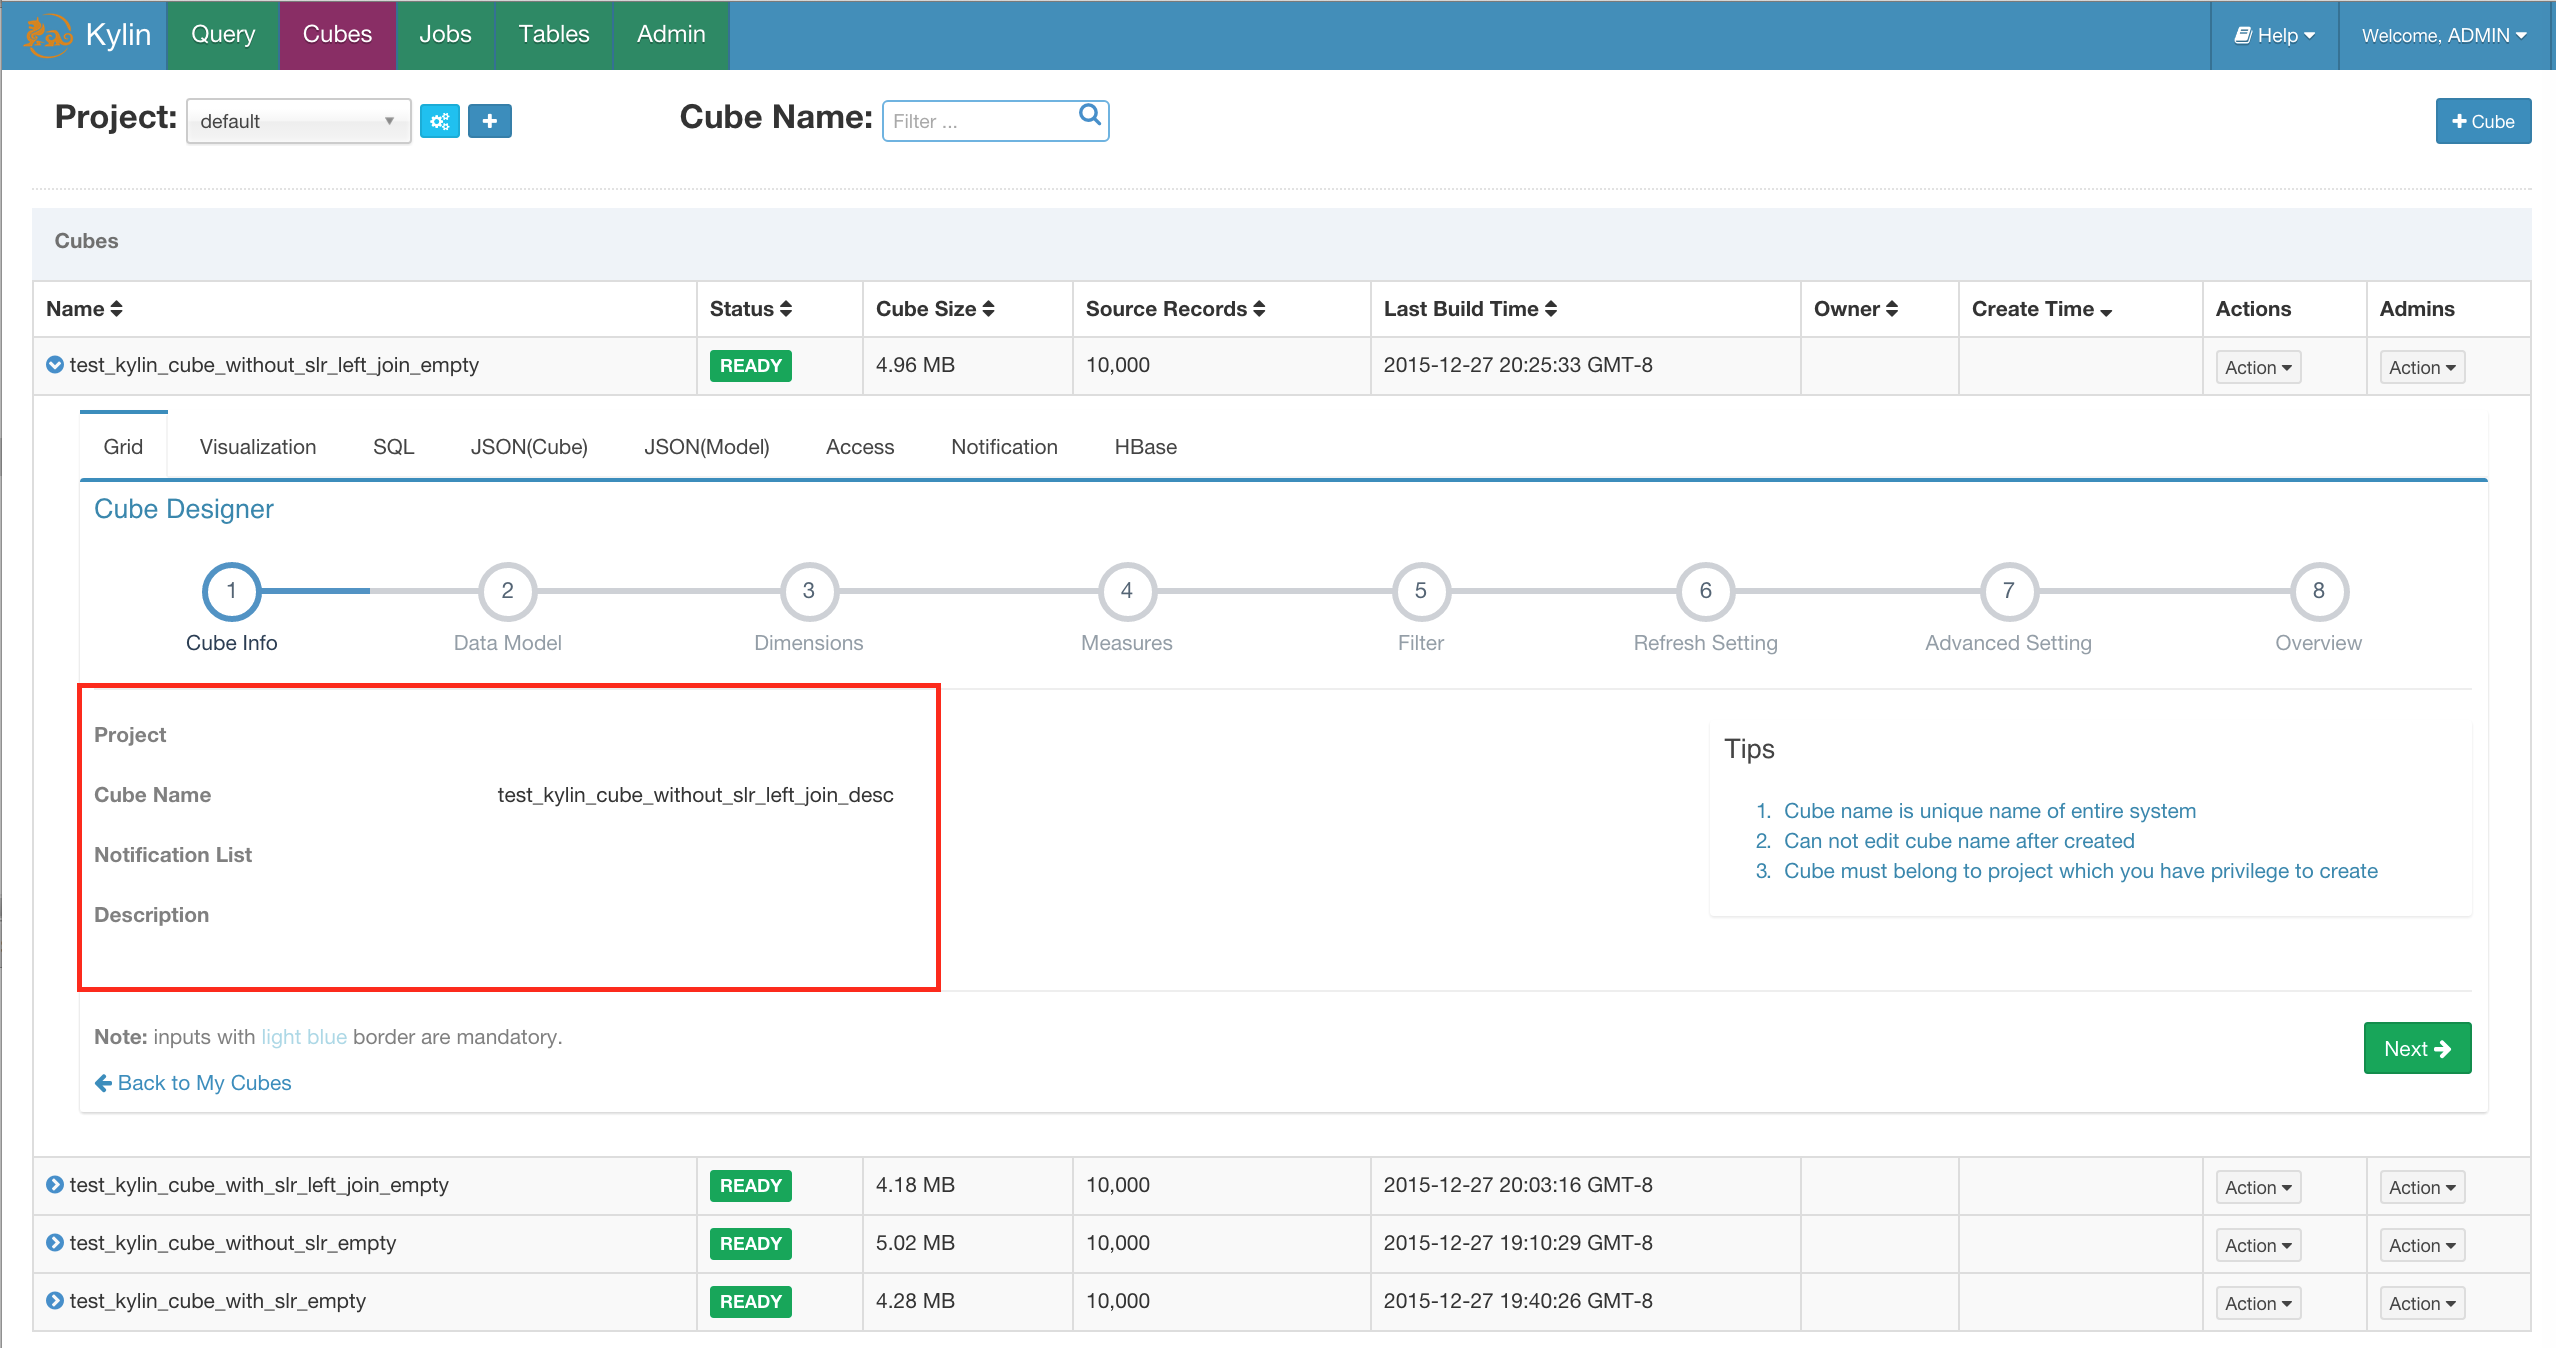 Kylin Query Cubes Jobs Tables Admin Help Welcome, ADMIN
Project: default Cube Name: Filter ... Cube
Cubes
Name Status Cube Size Source Records Last Build Time Owner Create Time Actions Admins
test_kylin_cube_without_slr_left_join_empty READY 4.96 MB 10,000 2015-12-27 20:25:33 GMT-8 Action Action
Grid Visualization SQL JSON(Cube) JSON(Model) Access Notification HBase
Cube Designer
1 2 3 4 5 6 7 8
Cube Info Data Model Dimensions Measures Filter Refresh Setting Advanced Setting Overview
Project
Cube Name test_kylin_cube_without_slr_left_join_desc
Notification List
Description
Tips
1. Cube name is unique name of entire system
2. Can not edit cube name after created
3. Cube must belong to project which you have privilege to create
Note: inputs with light blue border are mandatory.
Next
Back to My Cubes
test_kylin_cube_with_slr_left_join_empty READY 4.18 MB 10,000 2015-12-27 20:03:16 GMT-8 Action Action
test_kylin_cube_without_slr_empty READY 5.02 MB 10,000 2015-12-27 19:10:29 GMT-8 Action Action
test_kylin_cube_with_slr_empty READY 4.28 MB 10,000 2015-12-27 19:40:26 GMT-8 Action Action